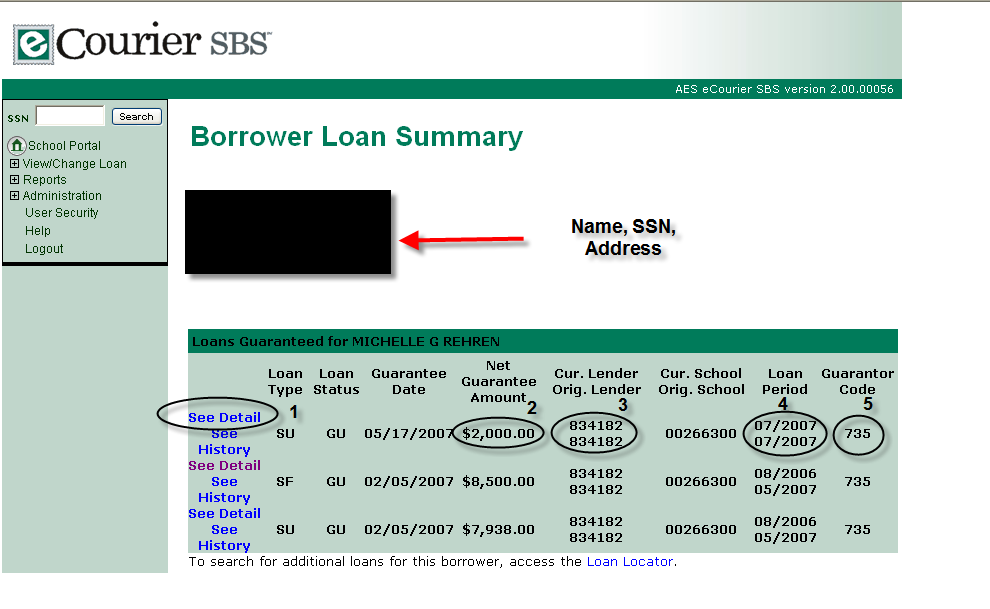 eCourier SBS™
AES eCourier SBS version 2.00.00056
SSN Search
School Portal
View/Change Loan
Reports
Administration
User Security
Help
Logout
Borrower Loan Summary
Name, SSN,
Address
Loans Guaranteed for MICHELLE G REHREN
Loan Type Loan Status Guarantee Date Net Guarantee Amount Cur. Lender Orig. Lender Cur. School Orig. School Loan Period Guarantor Code
1 2 3 4 5
See Detail See History SU GU 05/17/2007 $2,000.00 834182 834182 00266300 07/2007 07/2007 735
See Detail See History SF GU 02/05/2007 $8,500.00 834182 834182 00266300 08/2006 05/2007 735
See Detail See History SU GU 02/05/2007 $7,938.00 834182 834182 00266300 08/2006 05/2007 735
To search for additional loans for this borrower, access the Loan Locator.